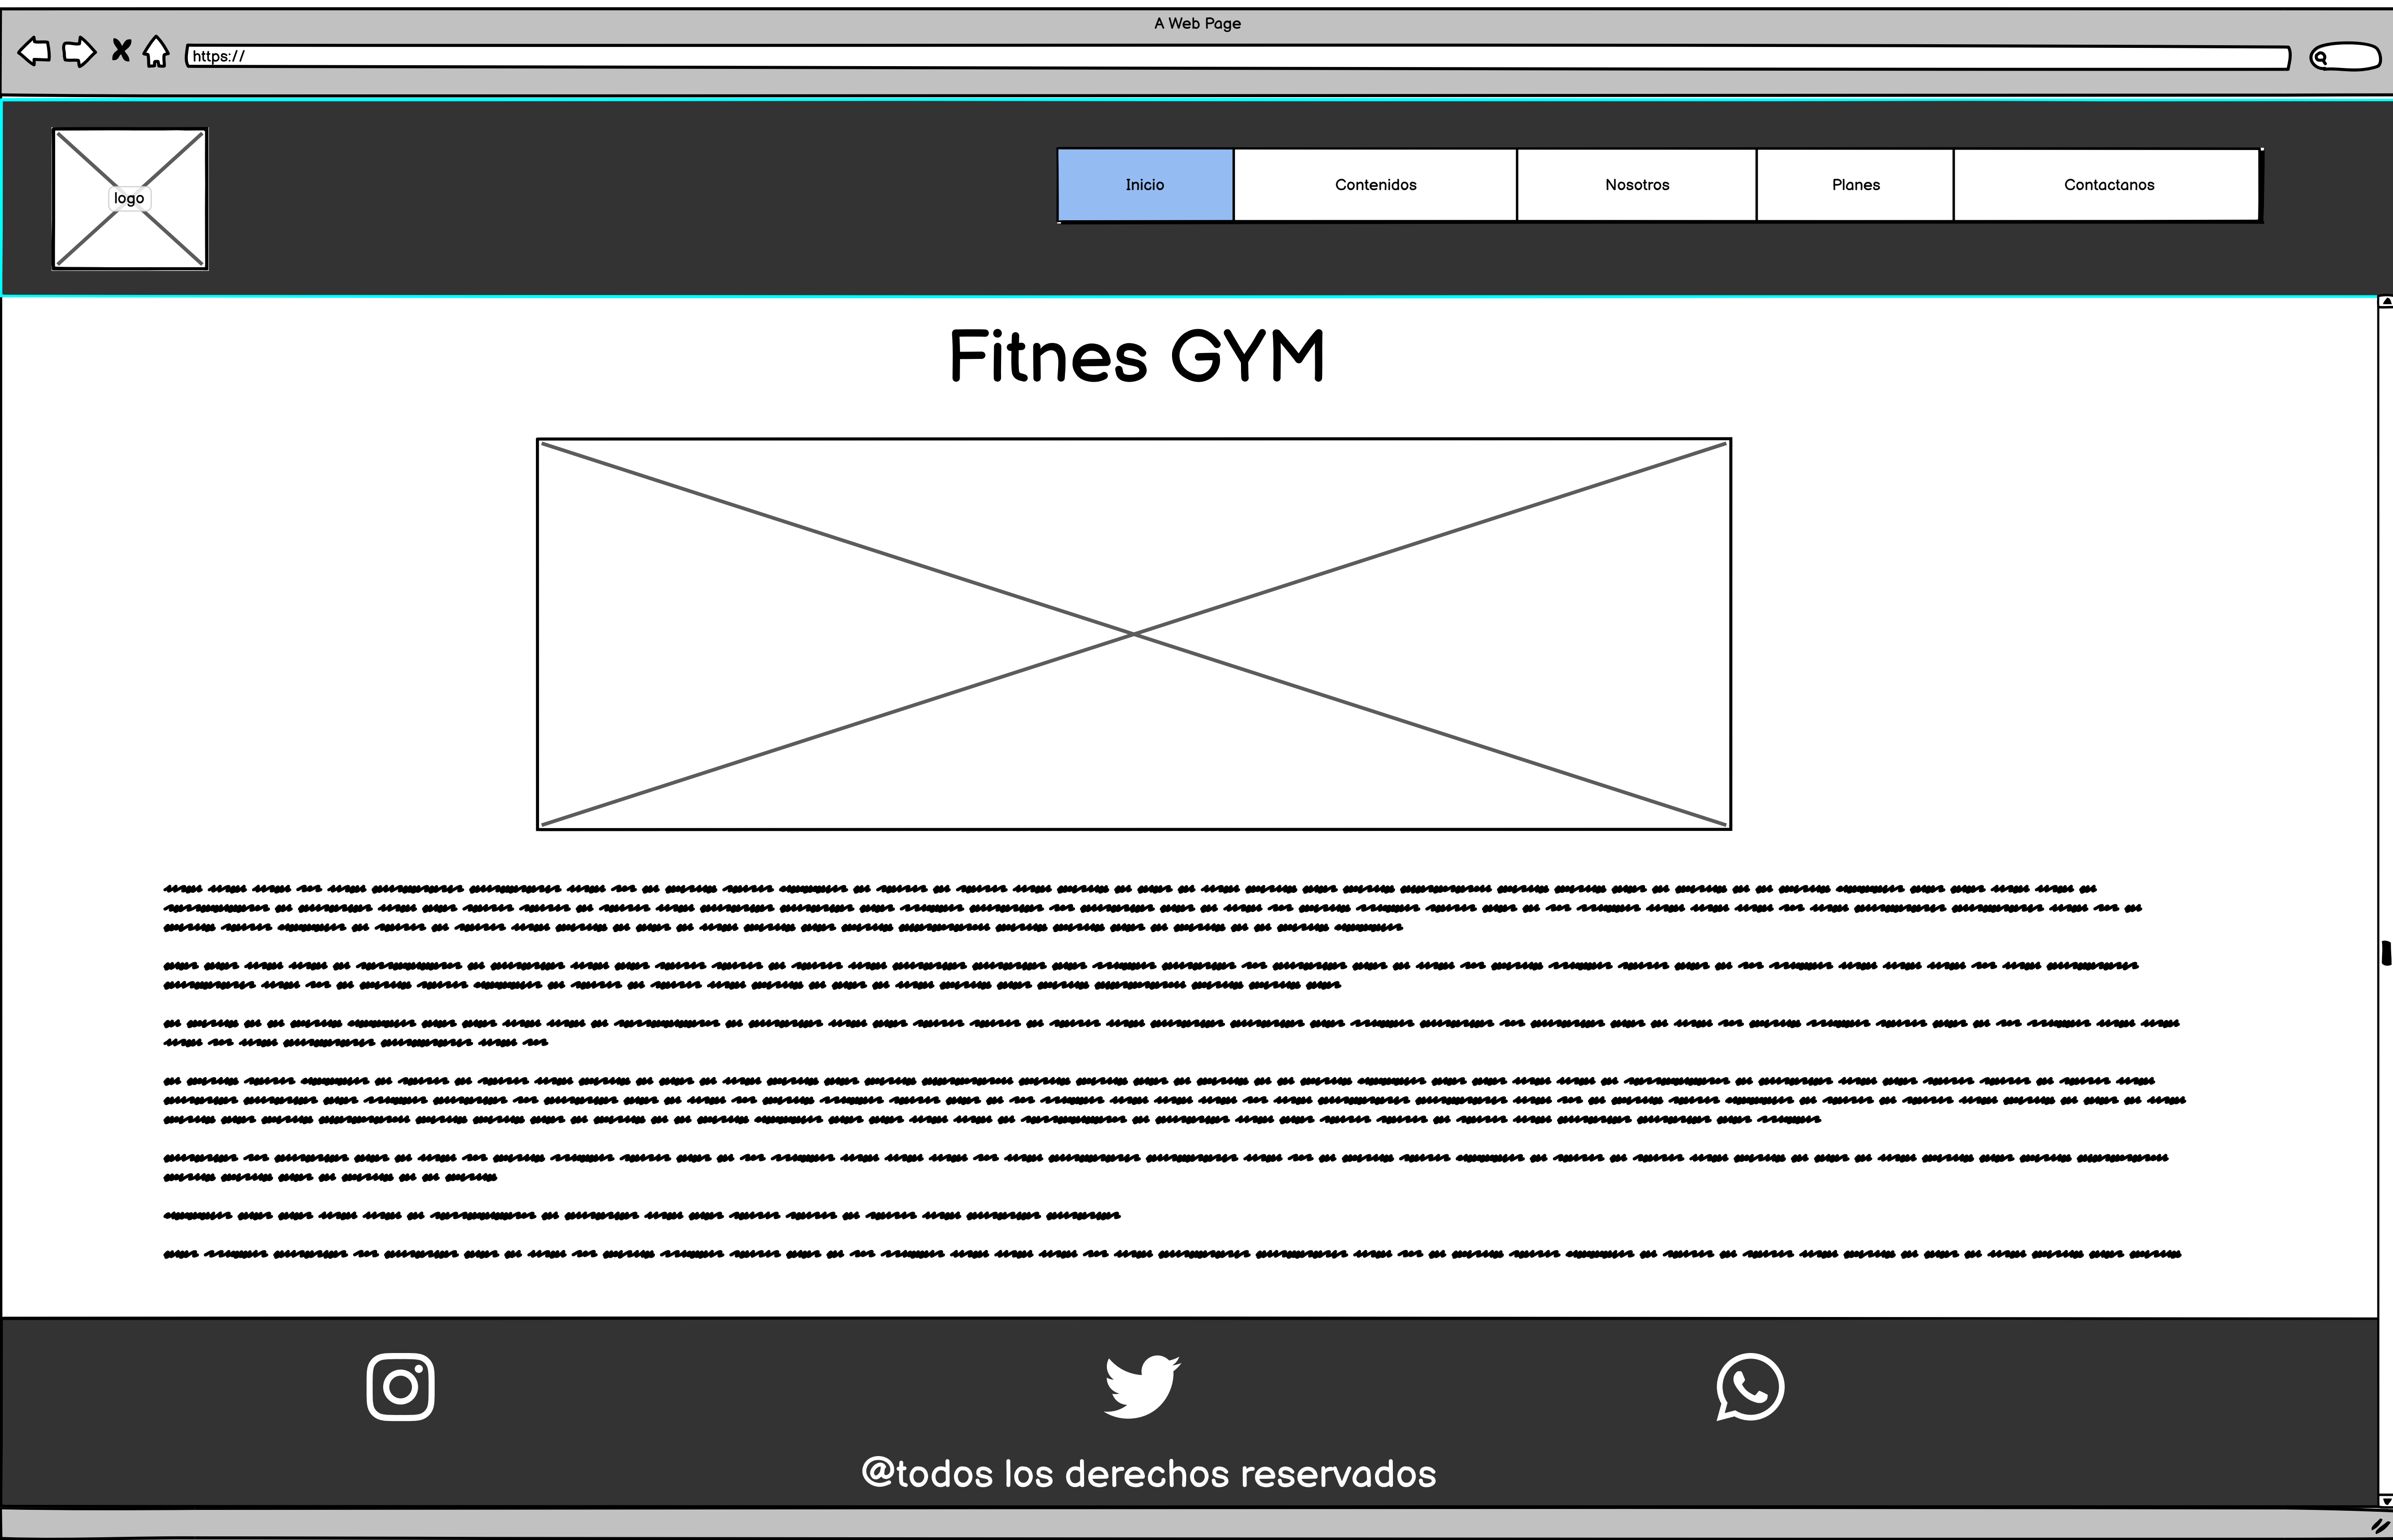 A Web Page
https://
logo
Inicio Contenidos Nosotros Planes Contactanos
Fitnes GYM
@todos los derechos reservados